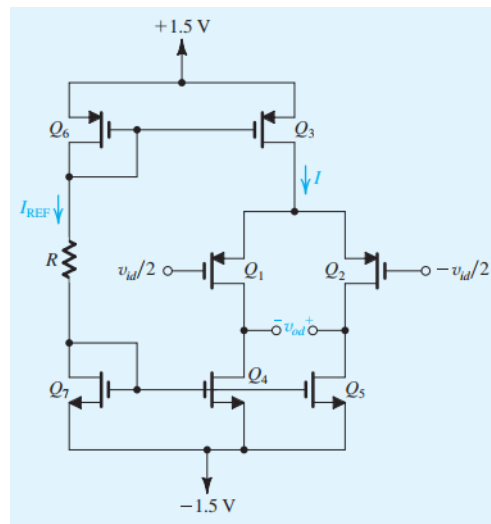 +1.5 V
Q6
Q3
I
IREF
R
vid/2
Q1
Q2
−vid/2
− vod +
Q7
Q4
Q5
−1.5 V